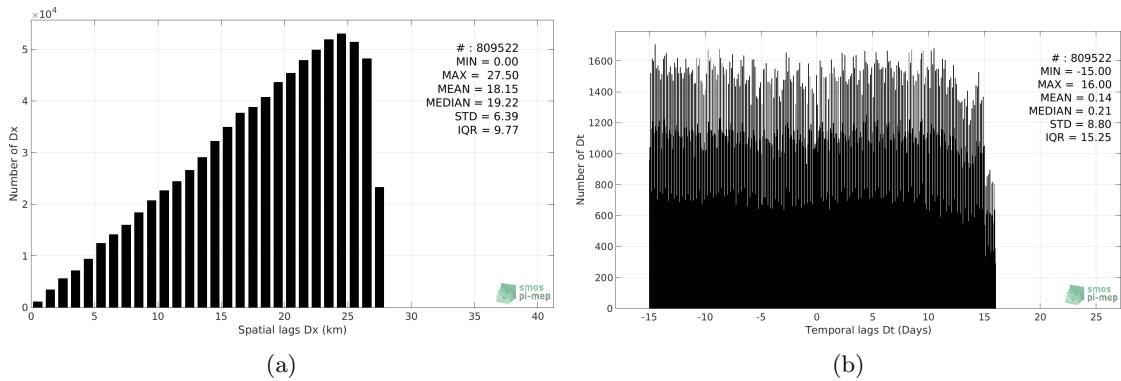 ×10⁴
5
4
3
2
1
0
Number of Dx
# : 809522
MIN = 0.00
MAX = 27.50
MEAN = 18.15
MEDIAN = 19.22
STD = 6.39
IQR = 9.77
smos
pi-mep
0 5 10 15 20 25 30 35 40
Spatial lags Dx (km)
(a)
1600
1400
1200
1000
800
600
400
200
0
Number of Dt
# : 809522
MIN = -15.00
MAX = 16.00
MEAN = 0.14
MEDIAN = 0.21
STD = 8.80
IQR = 15.25
smos
pi-mep
-15 -10 -5 0 5 10 15 20 25
Temporal lags Dt (Days)
(b)